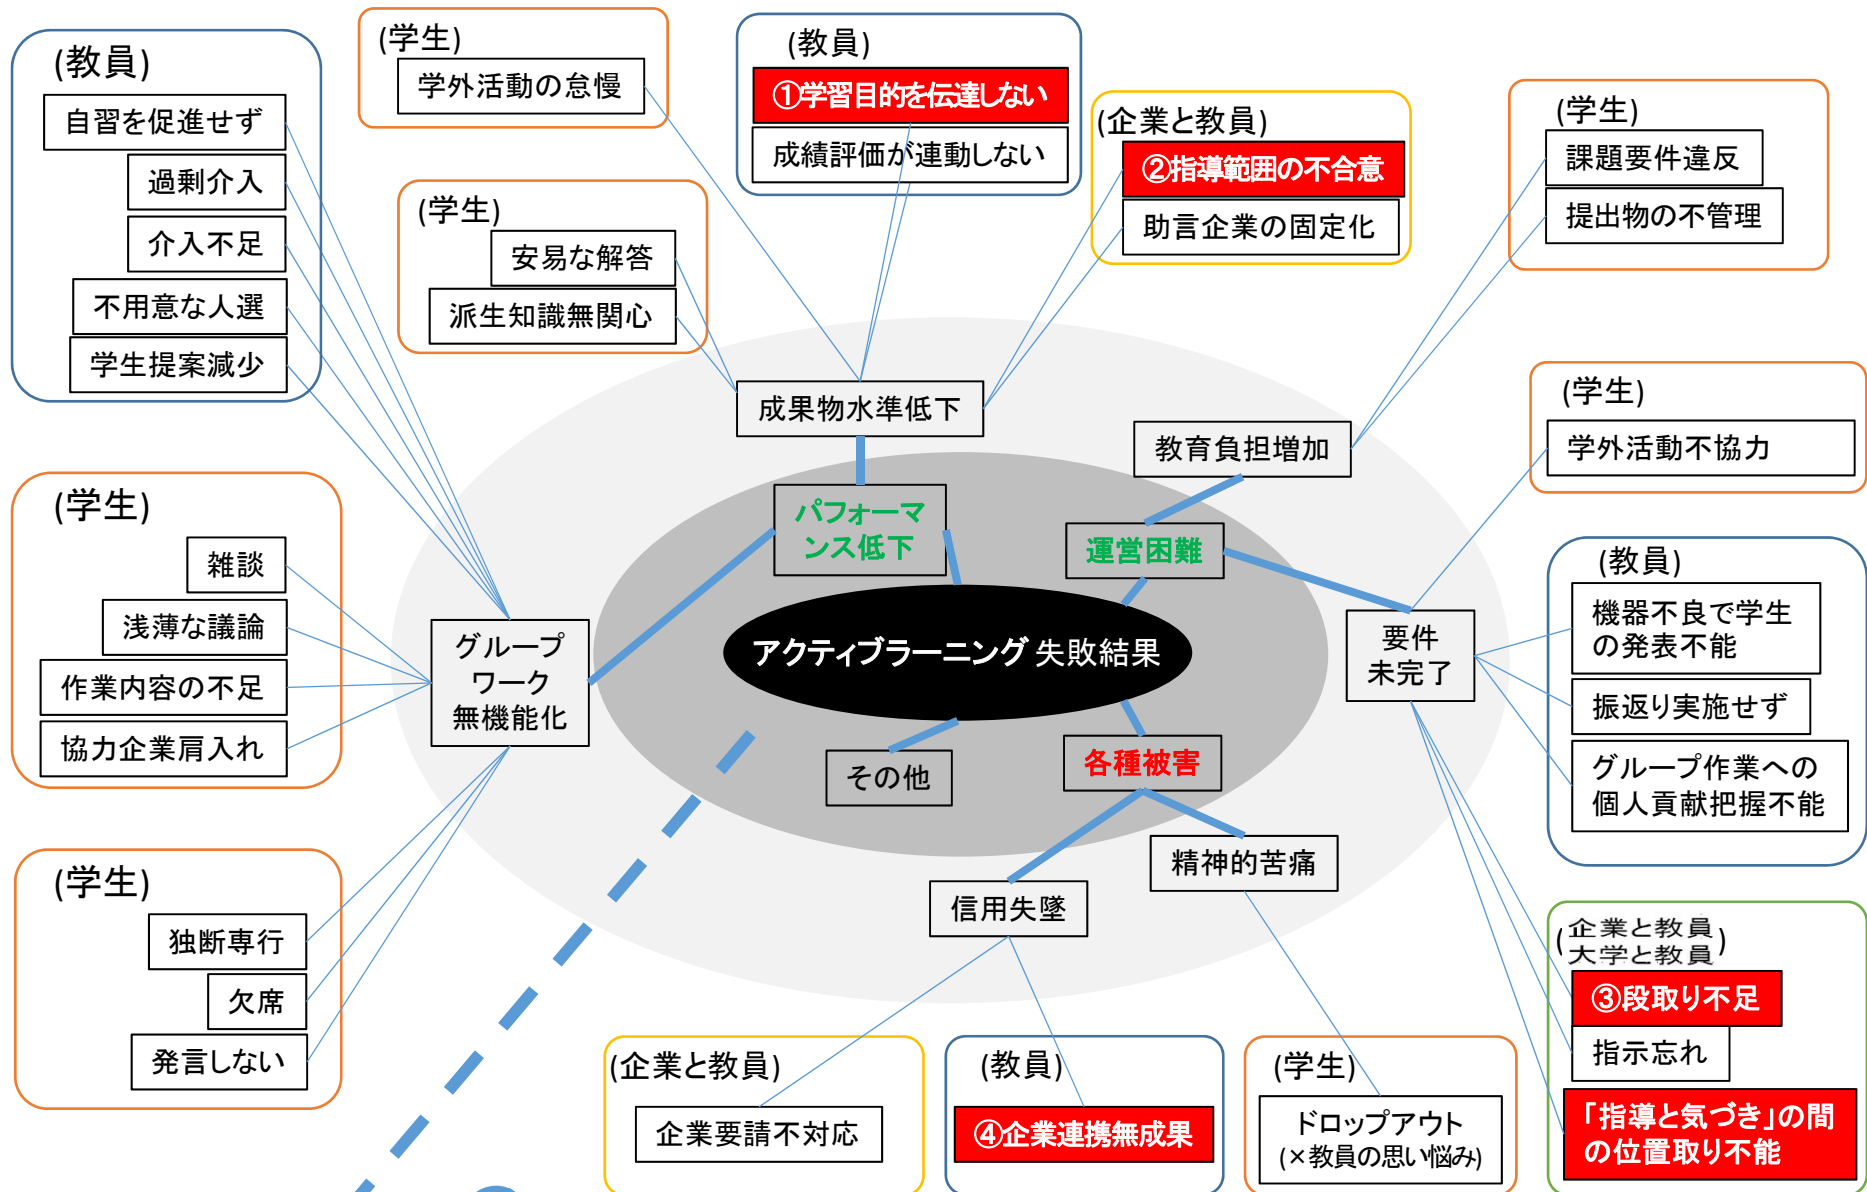 (教員)
自習を促進せず
過剰介入
介入不足
不用意な人選
学生提案減少
(学生)
学外活動の怠慢
(学生)
安易な解答
派生知識無関心
(教員)
①学習目的を伝達しない
成績評価が連動しない
(企業と教員)
②指導範囲の不合意
助言企業の固定化
(学生)
課題要件違反
提出物の不管理
(学生)
学外活動不協力
成果物水準低下
教育負担増加
パフォーマ
ンス低下
運営困難
アクティブラーニング 失敗結果
グループ
ワーク
無機能化
要件
未完了
その他
各種被害
精神的苦痛
信用失墜
(学生)
雑談
浅薄な議論
作業内容の不足
協力企業肩入れ
(学生)
独断専行
欠席
発言しない
(教員)
機器不良で学生
の発表不能
振返り実施せず
グループ作業への
個人貢献把握不能
(企業と教員
大学と教員)
③段取り不足
指示忘れ
「指導と気づき」の間
の位置取り不能
(企業と教員)
企業要請不対応
(教員)
④企業連携無成果
(学生)
ドロップアウト
(×教員の思い悩み)